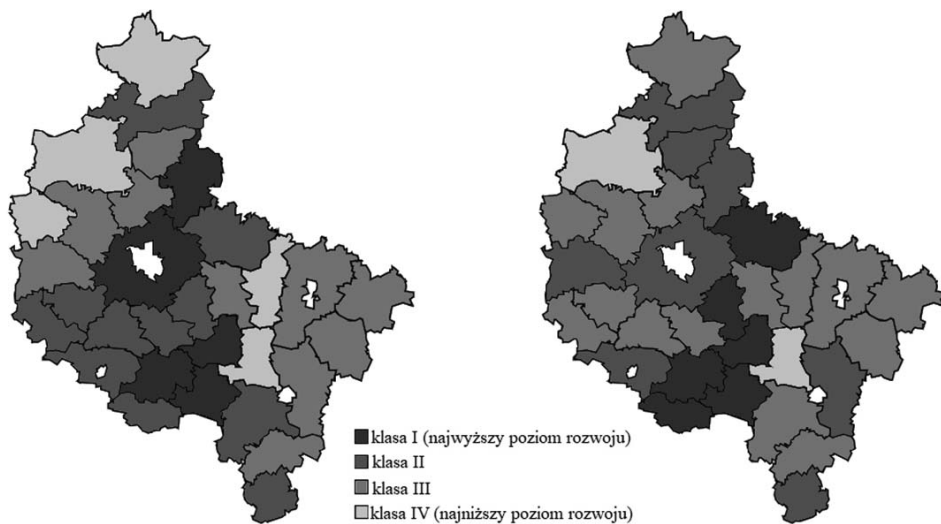 klasa I (najwyższy poziom rozwoju)
klasa II
klasa III
klasa IV (najniższy poziom rozwoju)